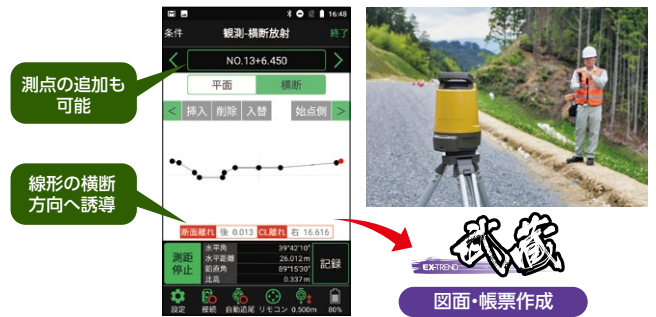 16:48
条件 観測-横断放射 終了
NO.13+6.450
平面 横断
< 挿入 削除 入替 始点側 >
測点の追加も
可能
線形の横断
方向へ誘導
断面離れ 後 0.013 CL離れ 右 16.616
測距
停止
水平角 39°42'10"
水平距離 26.012m
鉛直角 89°15'30"
比高 0.337m
記録
設定 接続 自動追尾 リモコン 0.500m 80%
EX-TREND
武蔵
図面・帳票作成